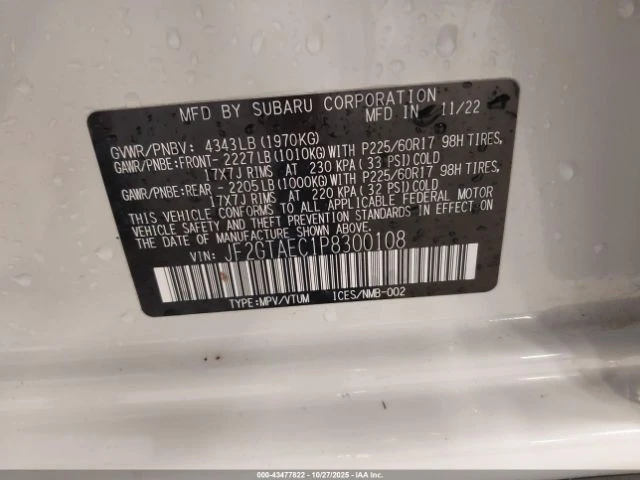 MFD BY SUBARU CORPORATION MFD IN 11/22
GVWR/PNBV: 4343LB (1970KG)
GAWR/PNBE:FRONT- 2227LB (1010KG)WITH P225/60R17 98H TIRES,
17X7J RIMS AT 230 KPA (33 PSI)COLD
GAWR/PNBE:REAR - 2205LB (1000KG)WITH P225/60R17 98H TIRES,
17X7J RIMS AT 220 KPA (32 PSI)COLD
THIS VEHICLE CONFORMS TO ALL APPLICABLE FEDERAL MOTOR
VEHICLE SAFETY, BUMPER, AND THEFT PREVENTION STANDARDS
IN EFFECT ON THE DATE OF MANUFACTURE SHOWN ABOVE.
VIN: JF2GTAEC1P8300108
TYPE:MPV/VTUM ICES/NMB-002
000-43477822 • 10/27/2025 • IAA, Inc.